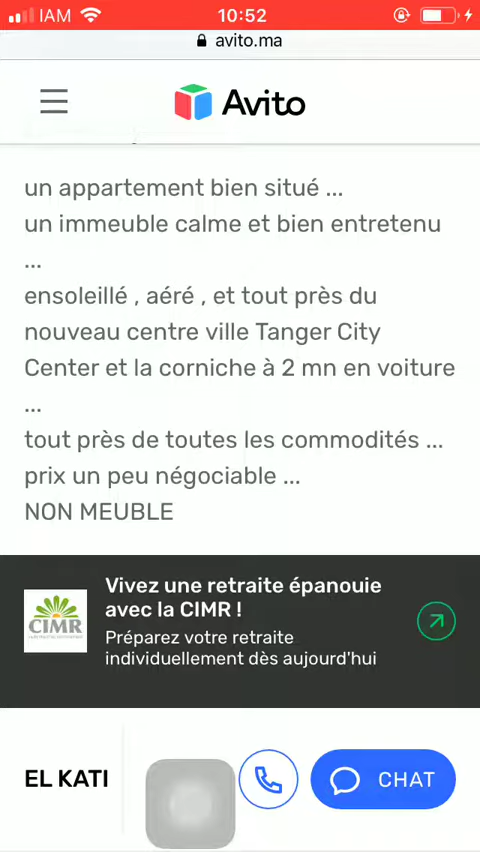 IAM 10:52
avito.ma
Avito
un appartement bien situé ...
un immeuble calme et bien entretenu
...
ensoleillé , aéré , et tout près du
nouveau centre ville Tanger City
Center et la corniche à 2 mn en voiture
...
tout près de toutes les commodités ...
prix un peu négociable ...
NON MEUBLE
Vivez une retraite épanouie
avec la CIMR !
CIMR
Préparez votre retraite
individuellement dès aujourd'hui
EL KATI
CHAT